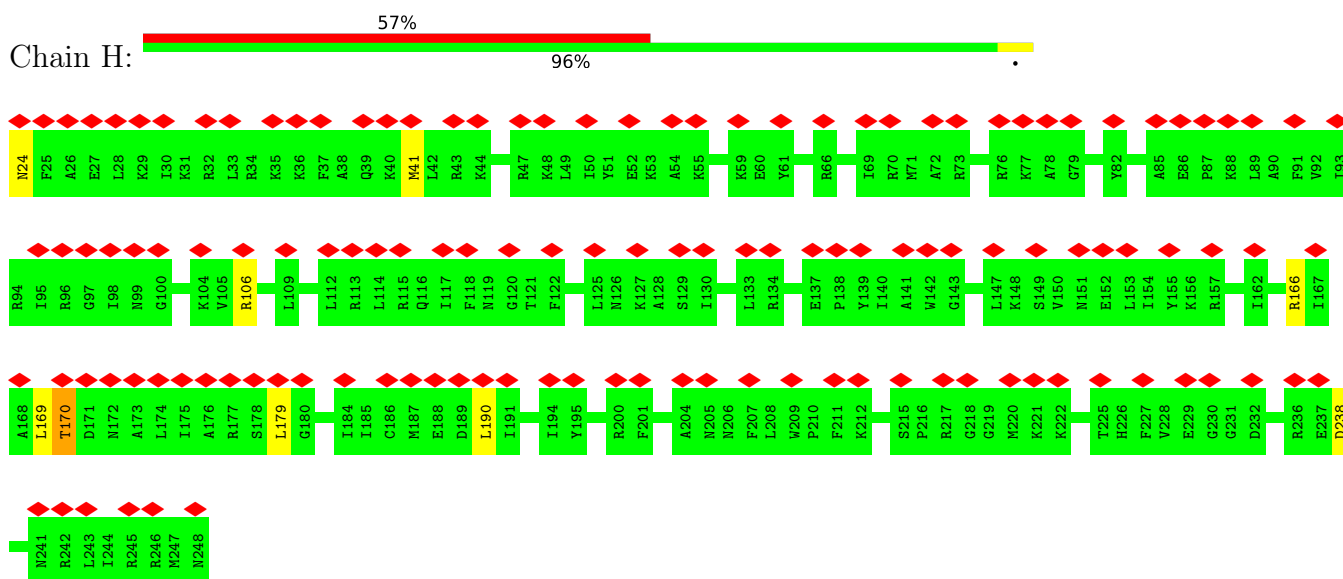 57%
Chain H:
96%
.
N24 F25 A26 E27 L28 K29 I30 K31 R32 L33 R34 K35 K36 F37 A38 Q39 K40 M41 L42 R43 K44 R47 K48 L49 I50 Y51 E52 K53 A54 K55 K59 E60 Y61 R66 I69 R70 M71 A72 R73 R76 K77 A78 G79 Y82 A85 E86 P87 K88 L89 A90 F91 V92 I93
R94 I95 R96 G97 I98 N99 G100 K104 V105 R106 L109 L112 R113 L114 R115 Q116 I117 F118 N119 G120 T121 F122 L125 N126 K127 A128 S129 I130 L133 R134 E137 P138 Y139 I140 A141 W142 G143 L147 K148 S149 V150 N151 E152 L153 I154 Y155 K156 R157 I162 R166 I167
A168 L169 T170 D171 N172 A173 L174 I175 A176 R177 S178 L179 G180 I184 I185 C186 M187 E188 D189 L190 I191 I194 Y195 R200 F201 A204 N205 N206 F207 L208 W209 P210 F211 K212 S215 P216 R217 G218 G219 M220 K221 K222 T225 H226 F227 V228 E229 G230 G231 D232 R236 E237 D238
N241 R242 L243 I244 R245 R246 M247 N248